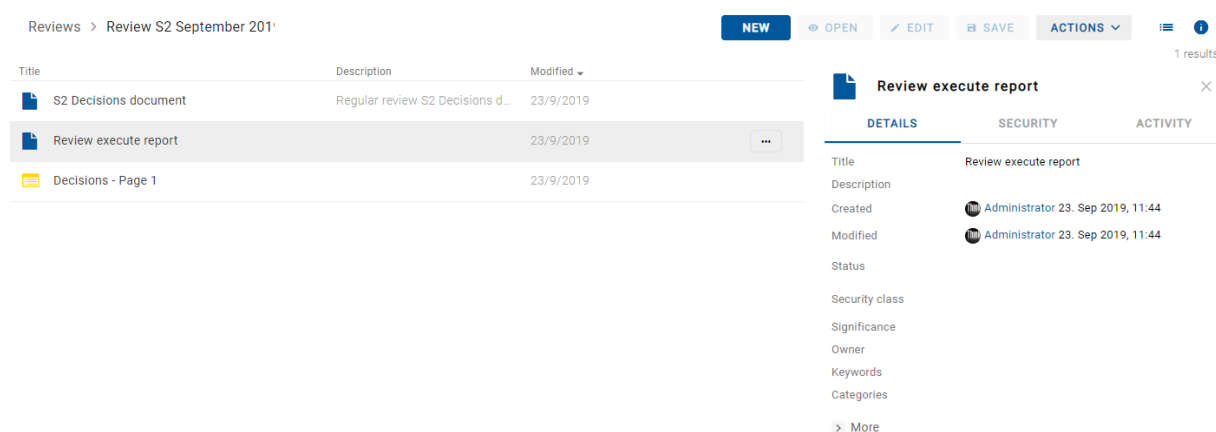 Reviews > Review S2 September 201
NEW OPEN EDIT SAVE ACTIONS
1 results
Title Description Modified
S2 Decisions document Regular review S2 Decisions d... 23/9/2019
Review execute report 23/9/2019 ...
Decisions - Page 1 23/9/2019
Review execute report
DETAILS SECURITY ACTIVITY
Title Review execute report
Description
Created Administrator 23. Sep 2019, 11:44
Modified Administrator 23. Sep 2019, 11:44
Status
Security class
Significance
Owner
Keywords
Categories
> More